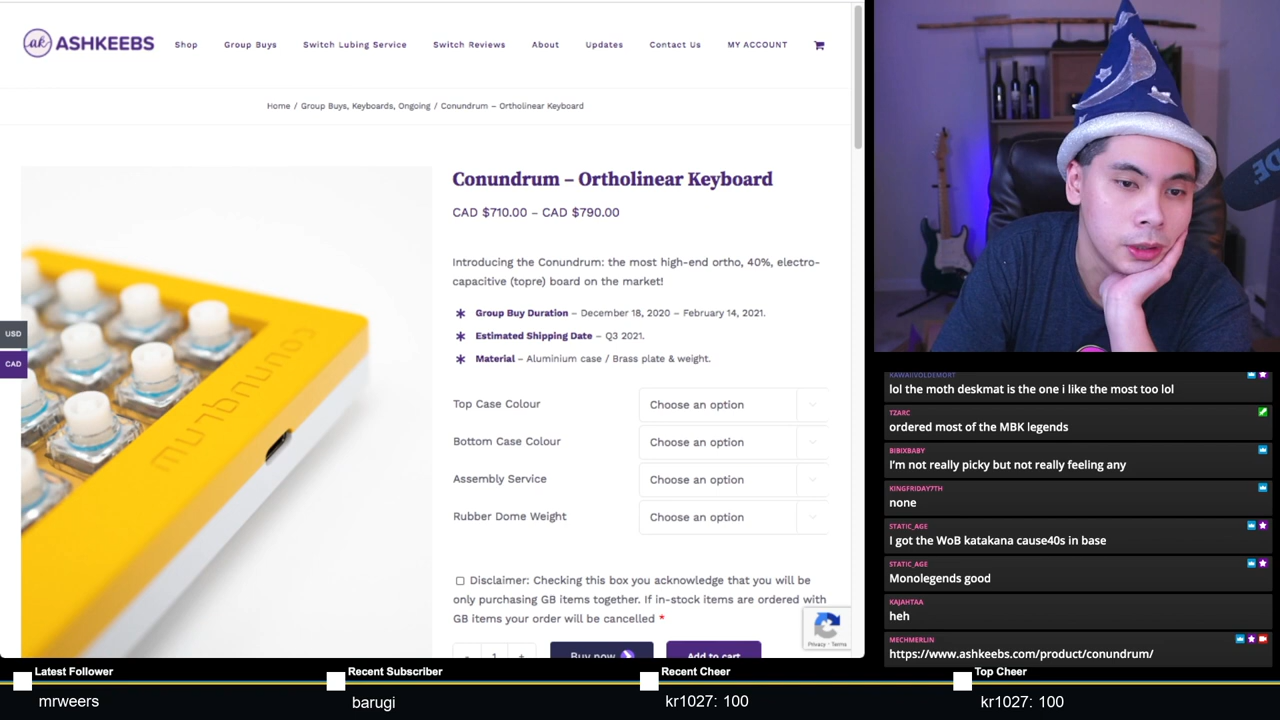 ak ASHKEEBS
Shop Group Buys Switch Lubing Service Switch Reviews About Updates Contact Us MY ACCOUNT
Home / Group Buys, Keyboards, Ongoing / Conundrum – Ortholinear Keyboard
Conundrum – Ortholinear Keyboard
CAD $710.00 – CAD $790.00
Introducing the Conundrum: the most high-end ortho, 40%, electro-
capacitive (topre) board on the market!
Group Buy Duration – December 18, 2020 – February 14, 2021.
Estimated Shipping Date – Q3 2021.
Material – Aluminium case / Brass plate & weight.
USD
CAD
conundrum
Top Case Colour Choose an option
Bottom Case Colour Choose an option
Assembly Service Choose an option
Rubber Dome Weight Choose an option
Disclaimer: Checking this box you acknowledge that you will be
only purchasing GB items together. If in-stock items are ordered with
GB items your order will be cancelled *
- 1 + Buy now Add to cart
Privacy - Terms
KAWAIIVOLDEMORT
lol the moth deskmat is the one i like the most too lol
TZARC
ordered most of the MBK legends
BIBIXBABY
I'm not really picky but not really feeling any
KINGFRIDAY7TH
none
STATIC_AGE
I got the WoB katakana cause40s in base
STATIC_AGE
Monolegends good
KAJAHTAA
heh
MECHMERLIN
https://www.ashkeebs.com/product/conundrum/
Latest Follower
mrweers
Recent Subscriber
barugi
Recent Cheer
kr1027: 100
Top Cheer
kr1027: 100